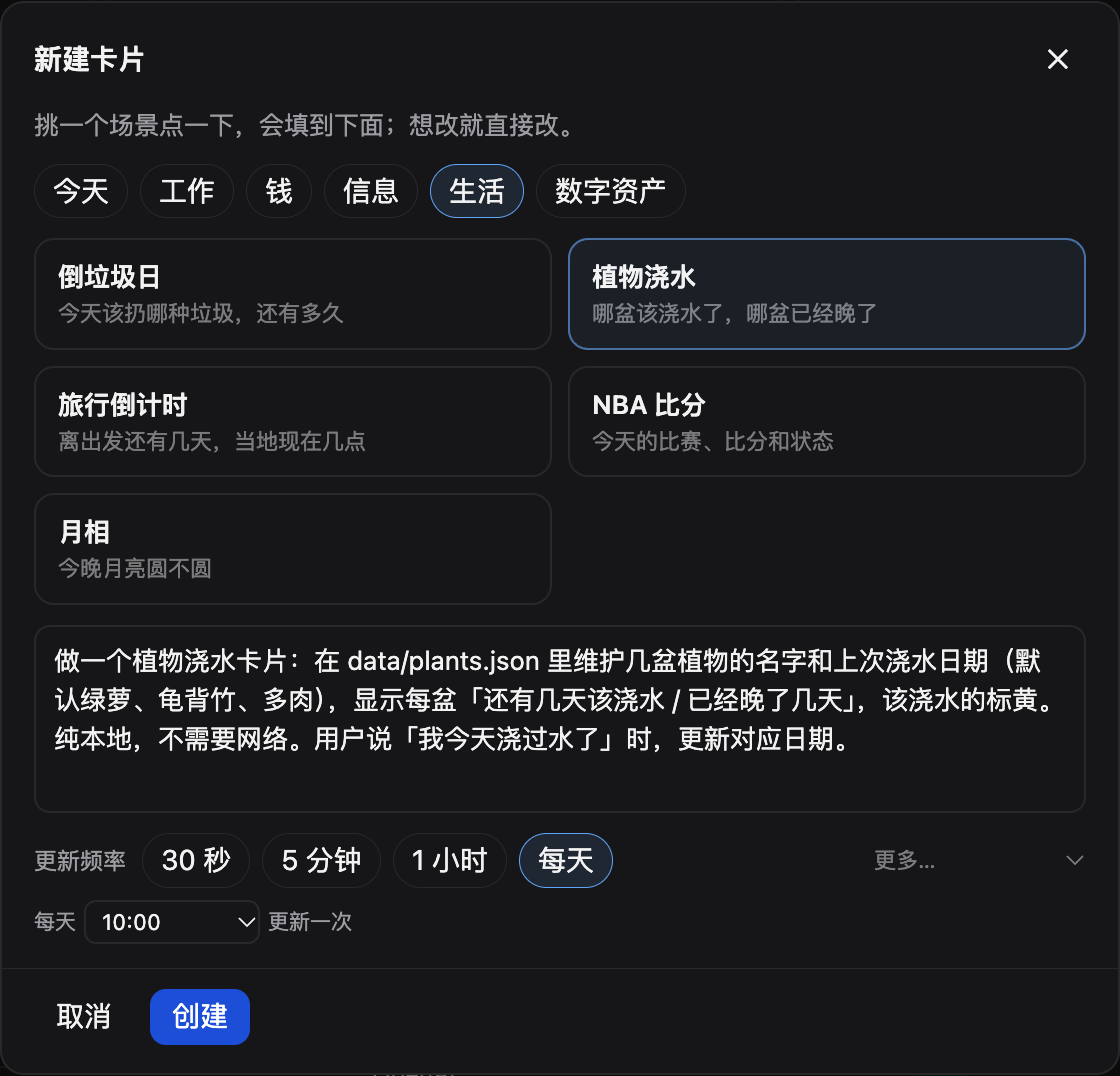 新建卡片
挑一个场景点一下，会填到下面；想改就直接改。
今天 工作 钱 信息 生活 数字资产
倒垃圾日
今天该扔哪种垃圾，还有多久
植物浇水
哪盆该浇水了，哪盆已经晚了
旅行倒计时
离出发还有几天，当地现在几点
NBA 比分
今天的比赛、比分和状态
月相
今晚月亮圆不圆
做一个植物浇水卡片：在 data/plants.json 里维护几盆植物的名字和上次浇水日期（默
认绿萝、龟背竹、多肉），显示每盆「还有几天该浇水 / 已经晚了几天」，该浇水的标黄。
纯本地，不需要网络。用户说「我今天浇过水了」时，更新对应日期。
更新频率 30 秒 5 分钟 1 小时 每天 更多...
每天 10:00 更新一次
取消 创建